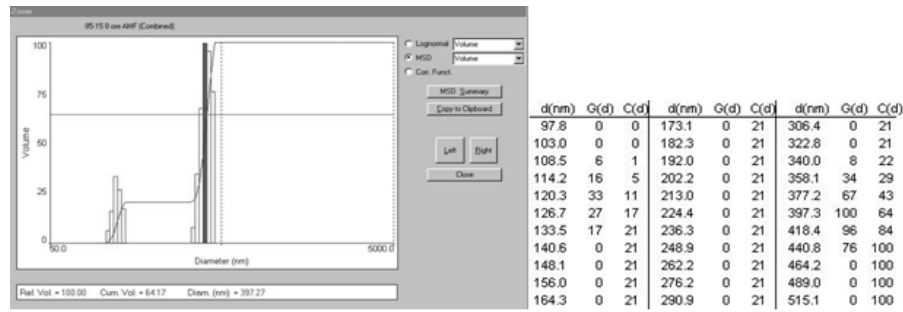 Zoom
85-15 8 ore AMF (Combined)
100
75
50
25
0
Volume
50.0
5000.0
Diameter (nm)
Rel. Vol. = 100.00 Cum. Vol. = 64.17 Diam. (nm) = 397.27
Lognormal Volume
MSD Volume
Corr. Funct.
MSD Summary
Copy to Clipboard
Left Right
Close
d(nm) G(d) C(d) d(nm) G(d) C(d) d(nm) G(d) C(d)
97.8 0 0 173.1 0 21 306.4 0 21
103.0 0 0 182.3 0 21 322.8 0 21
108.5 6 1 192.0 0 21 340.0 8 22
114.2 16 5 202.2 0 21 358.1 34 29
120.3 33 11 213.0 0 21 377.2 67 43
126.7 27 17 224.4 0 21 397.3 100 64
133.5 17 21 236.3 0 21 418.4 96 84
140.6 0 21 248.9 0 21 440.8 76 100
148.1 0 21 262.2 0 21 464.2 0 100
156.0 0 21 276.2 0 21 489.0 0 100
164.3 0 21 290.9 0 21 515.1 0 100